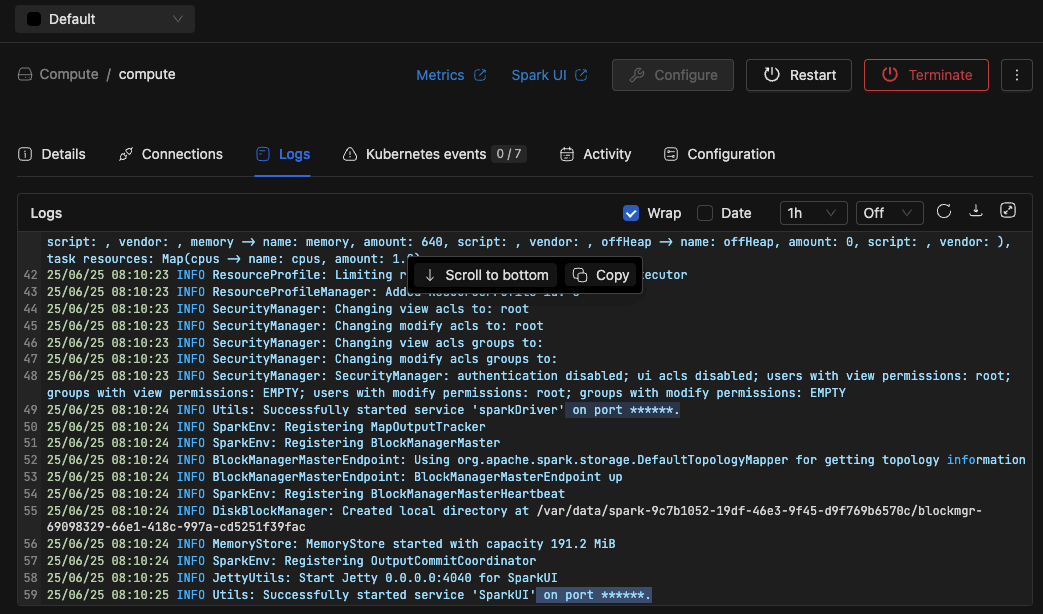 Default
Compute / compute
Metrics
Spark UI
Configure
Restart
Terminate
Details
Connections
Logs
Kubernetes events 0 / 7
Activity
Configuration
Logs
Wrap
Date
1h
Off
script: , vendor: , memory -> name: memory, amount: 640, script: , vendor: , offHeap -> name: offHeap, amount: 0, script: , vendor: ),
task resources: Map(cpus -> name: cpus, amount: 1.0)
42 25/06/25 08:10:23 INFO ResourceProfile: Limiting r
Scroll to bottom
Copy
ecutor
43 25/06/25 08:10:23 INFO ResourceProfileManager: Added ResourceProfile id: 0
44 25/06/25 08:10:23 INFO SecurityManager: Changing view acls to: root
45 25/06/25 08:10:23 INFO SecurityManager: Changing modify acls to: root
46 25/06/25 08:10:23 INFO SecurityManager: Changing view acls groups to:
47 25/06/25 08:10:23 INFO SecurityManager: Changing modify acls groups to:
48 25/06/25 08:10:23 INFO SecurityManager: SecurityManager: authentication disabled; ui acls disabled; users with view permissions: root;
groups with view permissions: EMPTY; users with modify permissions: root; groups with modify permissions: EMPTY
49 25/06/25 08:10:24 INFO Utils: Successfully started service 'sparkDriver' on port ******.
50 25/06/25 08:10:24 INFO SparkEnv: Registering MapOutputTracker
51 25/06/25 08:10:24 INFO SparkEnv: Registering BlockManagerMaster
52 25/06/25 08:10:24 INFO BlockManagerMasterEndpoint: Using org.apache.spark.storage.DefaultTopologyMapper for getting topology information
53 25/06/25 08:10:24 INFO BlockManagerMasterEndpoint: BlockManagerMasterEndpoint up
54 25/06/25 08:10:24 INFO SparkEnv: Registering BlockManagerMasterHeartbeat
55 25/06/25 08:10:24 INFO DiskBlockManager: Created local directory at /var/data/spark-9c7b1052-19df-46e3-9f45-d9f769b6570c/blockmgr-
69098329-66e1-418c-997a-cd5251f39fac
56 25/06/25 08:10:24 INFO MemoryStore: MemoryStore started with capacity 191.2 MiB
57 25/06/25 08:10:24 INFO SparkEnv: Registering OutputCommitCoordinator
58 25/06/25 08:10:25 INFO JettyUtils: Start Jetty 0.0.0.0:4040 for SparkUI
59 25/06/25 08:10:25 INFO Utils: Successfully started service 'SparkUI' on port ******.